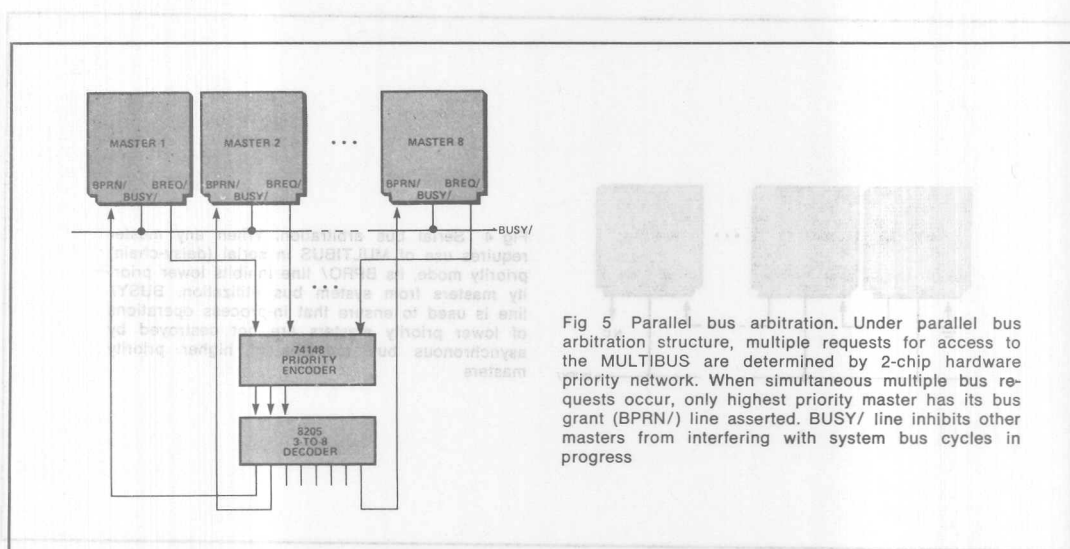 MASTER 1
MASTER 2
• • •
MASTER 8
BPRN/
BREQ/
BUSY/
BPRN/
BREQ/
BUSY/
BPRN/
BREQ/
BUSY/
BUSY/
74148
PRIORITY
ENCODER
8205
3-TO-8
DECODER
Fig 5 Parallel bus arbitration. Under parallel bus
arbitration structure, multiple requests for access to
the MULTIBUS are determined by 2-chip hardware
priority network. When simultaneous multiple bus re-
quests occur, only highest priority master has its bus
grant (BPRN/) line asserted. BUSY/ line inhibits other
masters from interfering with system bus cycles in
progress